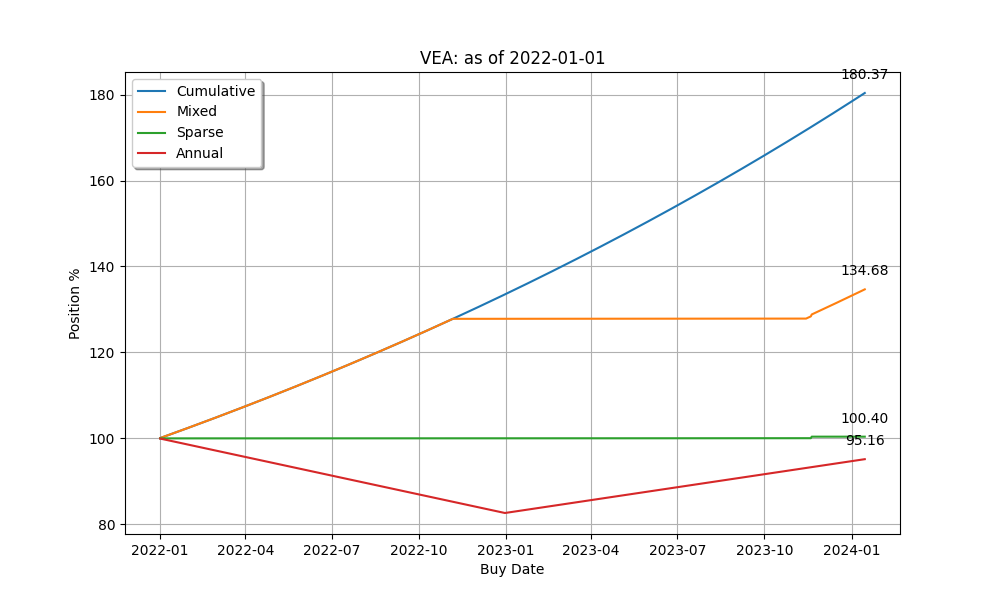 VEA: as of 2022-01-01
Cumulative
Mixed
Sparse
Annual
180.37
134.68
100.40
95.16
180
160
140
120
100
80
Position %
2022-01 2022-04 2022-07 2022-10 2023-01 2023-04 2023-07 2023-10 2024-01
Buy Date